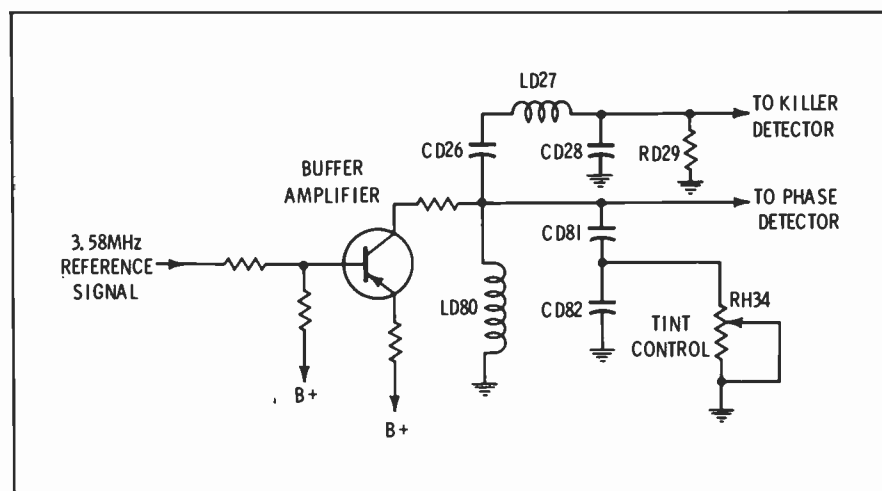 LD27
TO KILLER
DETECTOR
CD26
CD28
RD29
BUFFER
AMPLIFIER
TO PHASE
DETECTOR
3.58MHz
REFERENCE
SIGNAL
CD81
LD80
CD82
RH34
TINT
CONTROL
B+
B+